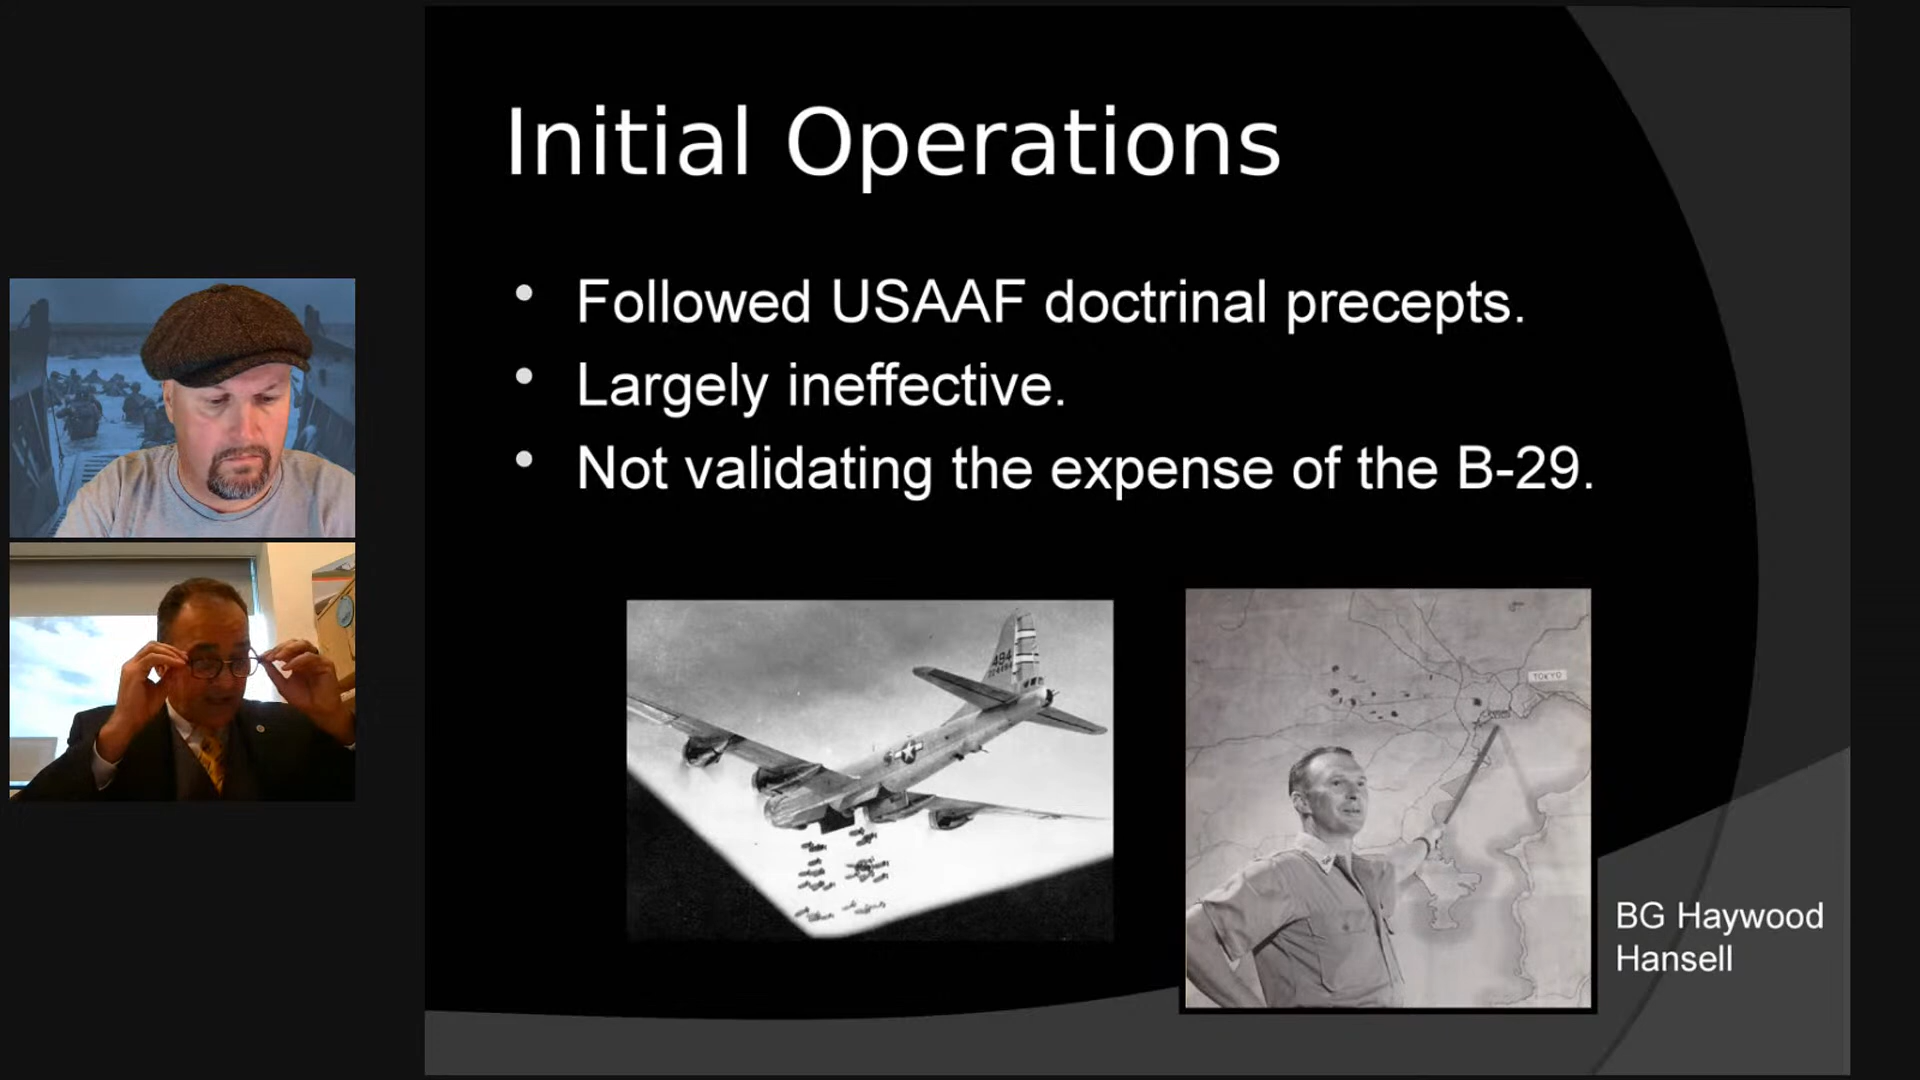 Initial Operations
Followed USAAF doctrinal precepts.
Largely ineffective.
Not validating the expense of the B-29.
494
TOKYO
BG Haywood
Hansell